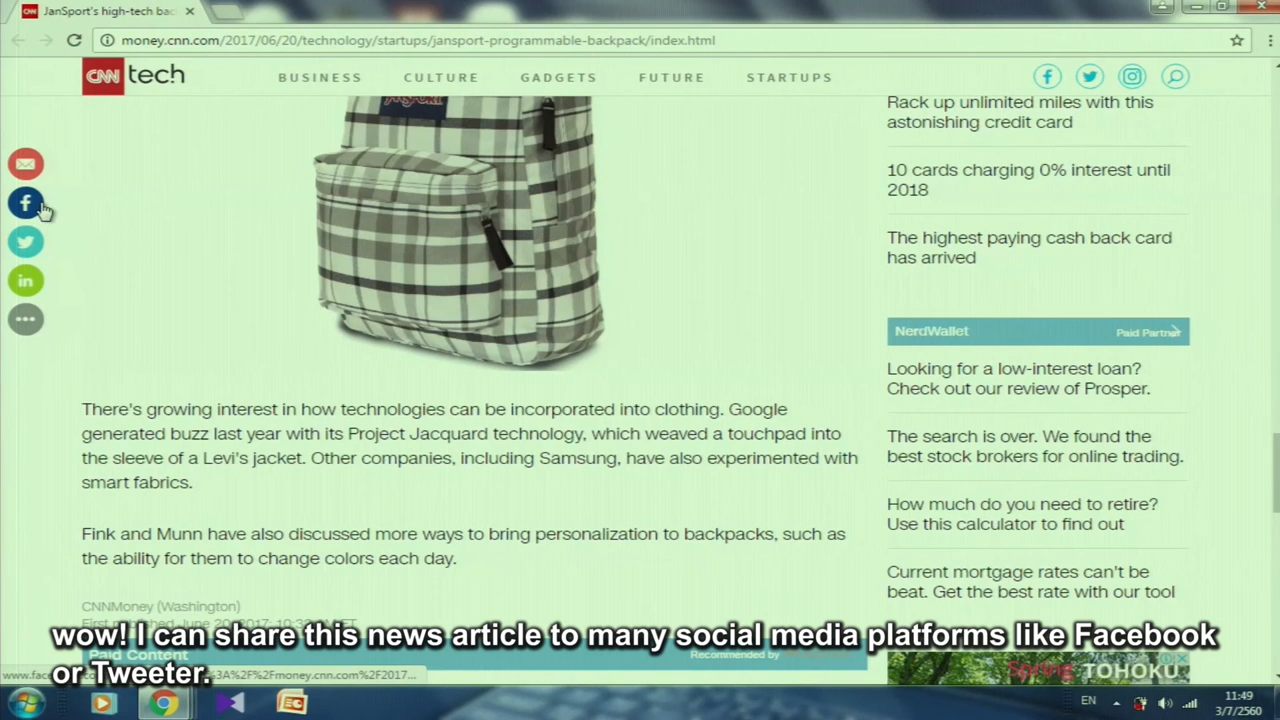 JanSport's high-tech bac
money.cnn.com/2017/06/20/technology/startups/jansport-programmable-backpack/index.html
CNN tech
BUSINESS CULTURE GADGETS FUTURE STARTUPS
Rack up unlimited miles with this
astonishing credit card
10 cards charging 0% interest until
2018
The highest paying cash back card
has arrived
NerdWallet Paid Partner
Looking for a low-interest loan?
Check out our review of Prosper.
The search is over. We found the
best stock brokers for online trading.
How much do you need to retire?
Use this calculator to find out
Current mortgage rates can't be
beat. Get the best rate with our tool
There's growing interest in how technologies can be incorporated into clothing. Google
generated buzz last year with its Project Jacquard technology, which weaved a touchpad into
the sleeve of a Levi's jacket. Other companies, including Samsung, have also experimented with
smart fabrics.
Fink and Munn have also discussed more ways to bring personalization to backpacks, such as
the ability for them to change colors each day.
CNNMoney (Washington)
First published June 20, 2017:
wow! I can share this news article to many social media platforms like Facebook
or Tweeter.
Paid Content Recommended by
Spring TOHOKU
EN
11:49
3/7/2560